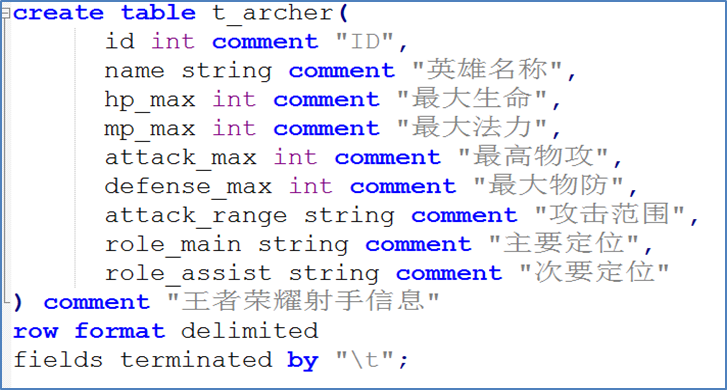 create table t_archer(
id int comment "ID",
name string comment "英雄名称",
hp_max int comment "最大生命",
mp_max int comment "最大法力",
attack_max int comment "最高物攻",
defense_max int comment "最大物防",
attack_range string comment "攻击范围",
role_main string comment "主要定位",
role_assist string comment "次要定位"
) comment "王者荣耀射手信息"
row format delimited
fields terminated by "\t";